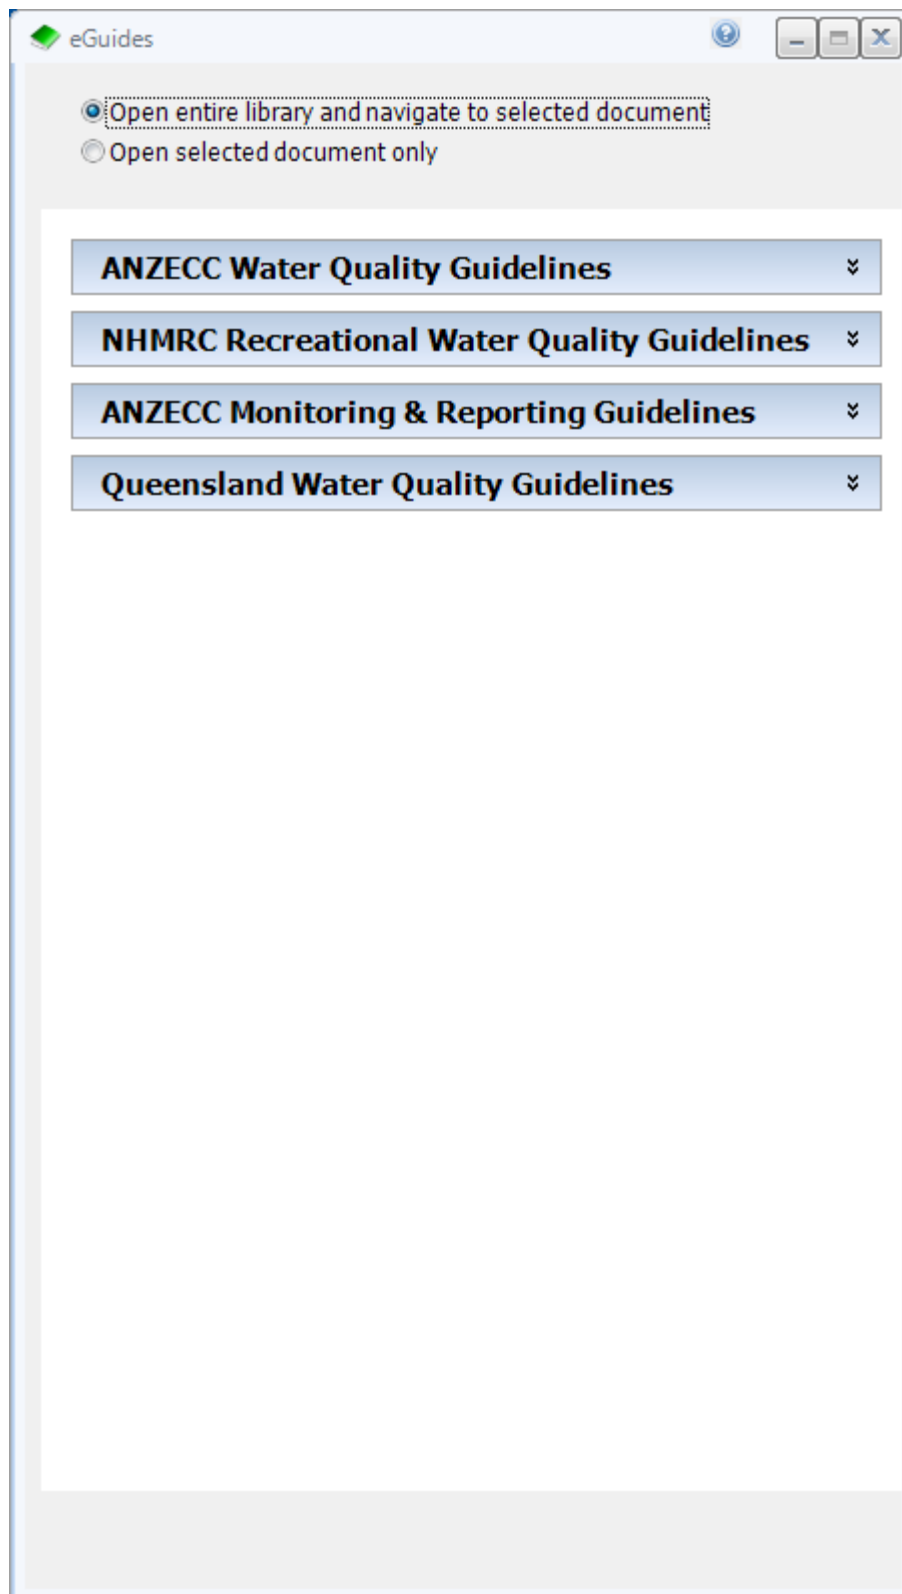 eGuides
Open entire library and navigate to selected document
Open selected document only
ANZECC Water Quality Guidelines
NHMRC Recreational Water Quality Guidelines
ANZECC Monitoring & Reporting Guidelines
Queensland Water Quality Guidelines